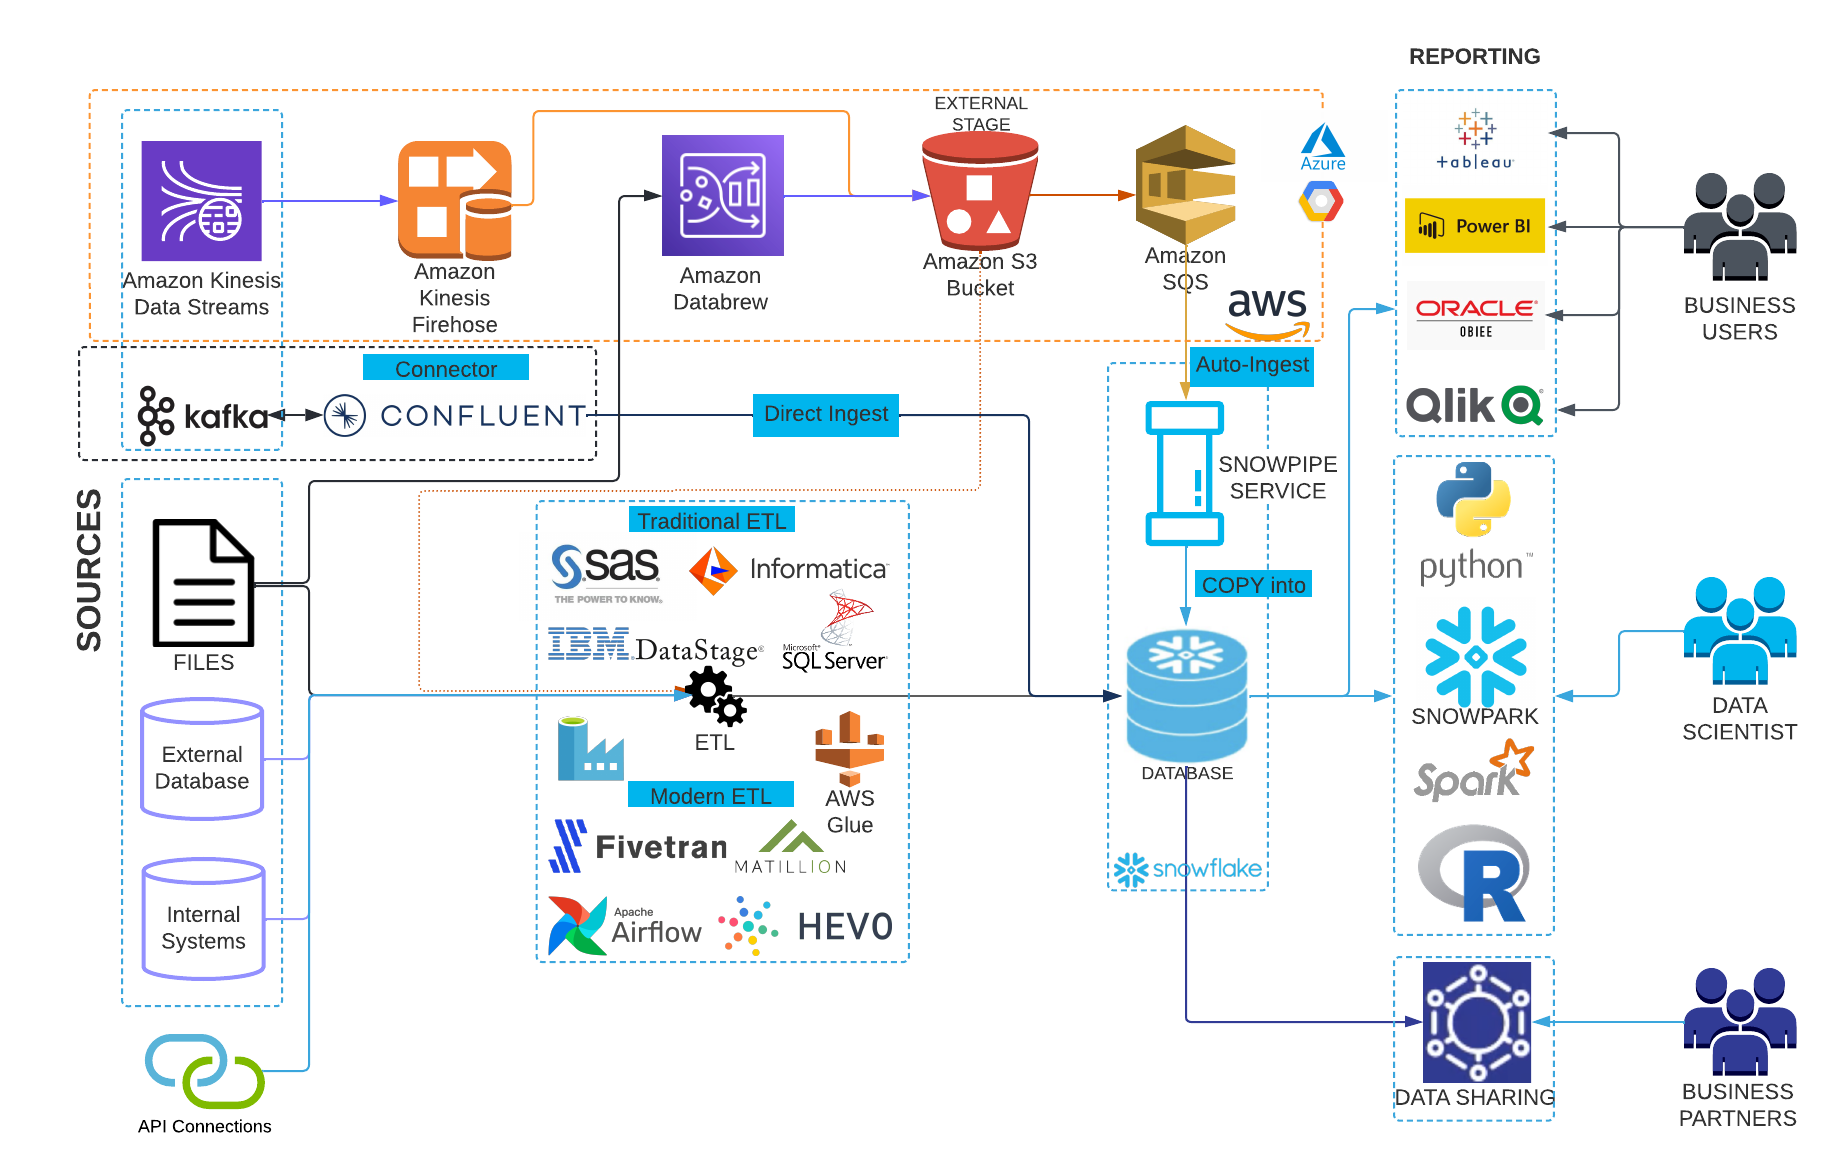 REPORTING
EXTERNAL
STAGE
Amazon Kinesis
Data Streams
Amazon
Kinesis
Firehose
Amazon
Databrew
Amazon S3
Bucket
Amazon
SQS
Azure
aws
+ableau
Power BI
ORACLE
OBIEE
Qlik
BUSINESS
USERS
Connector
kafka
CONFLUENT
Direct Ingest
Auto-Ingest
SNOWPIPE
SERVICE
COPY into
DATABASE
snowflake
SOURCES
FILES
External
Database
Internal
Systems
API Connections
Traditional ETL
sas
THE POWER TO KNOW®
Informatica™
IBM DataStage®
Microsoft®
SQL Server®
ETL
AWS
Glue
Modern ETL
Fivetran
MATILLION
Apache
Airflow
HEVO
python™
SNOWPARK
Spark
R
DATA
SCIENTIST
DATA SHARING
BUSINESS
PARTNERS